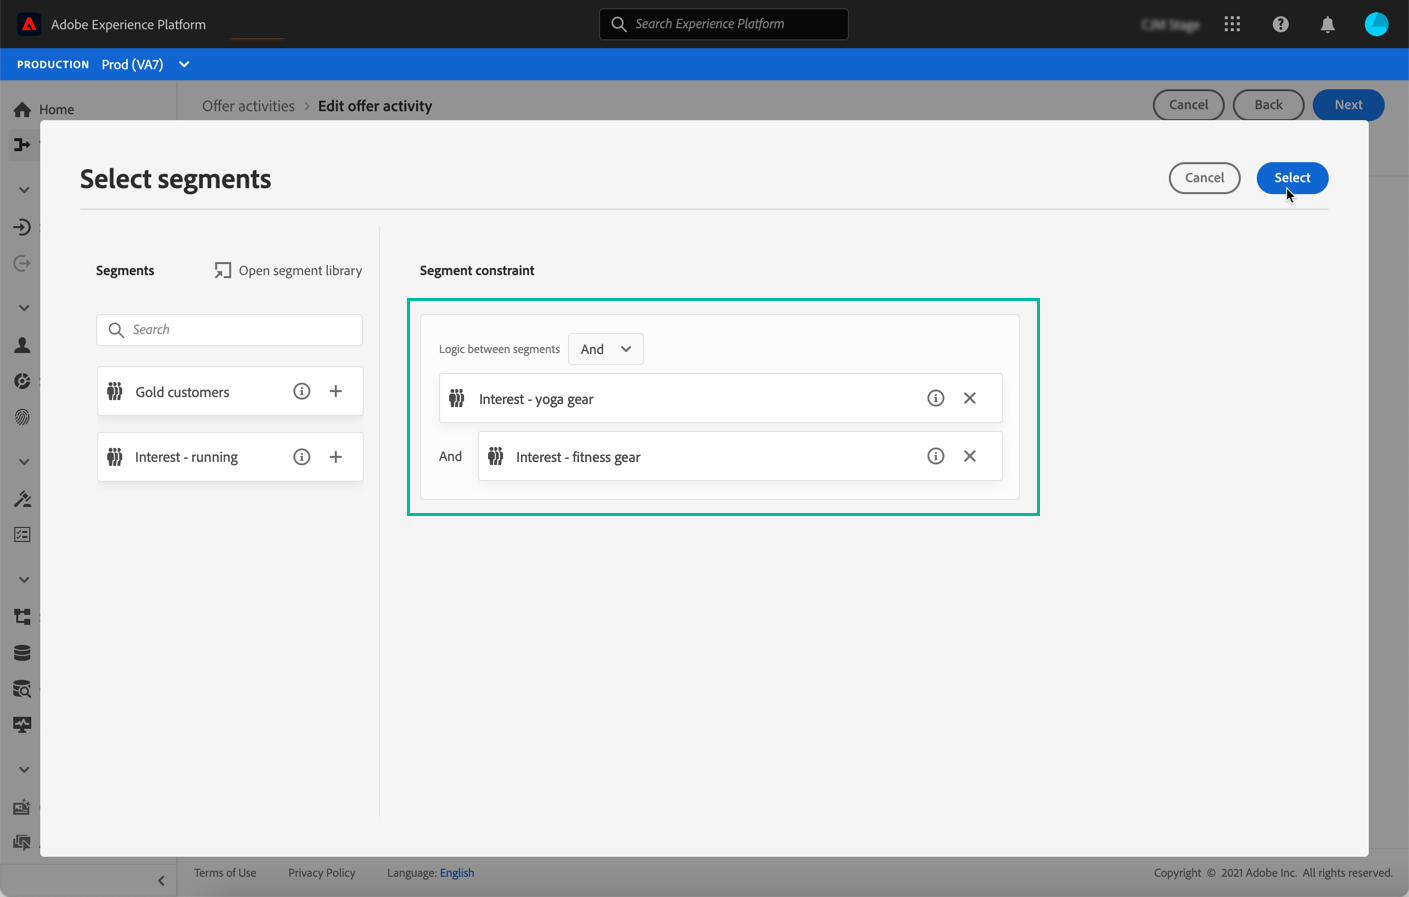 Adobe Experience Platform
Search Experience Platform
PRODUCTION Prod (VA7)
Home
Offer activities > Edit offer activity
Cancel
Back
Next
Select segments
Cancel
Select
Segments
Open segment library
Segment constraint
Search
Logic between segments And
Gold customers
Interest - yoga gear
Interest - running
And Interest - fitness gear
Terms of Use
Privacy Policy
Language: English
Copyright © 2021 Adobe Inc. All rights reserved.